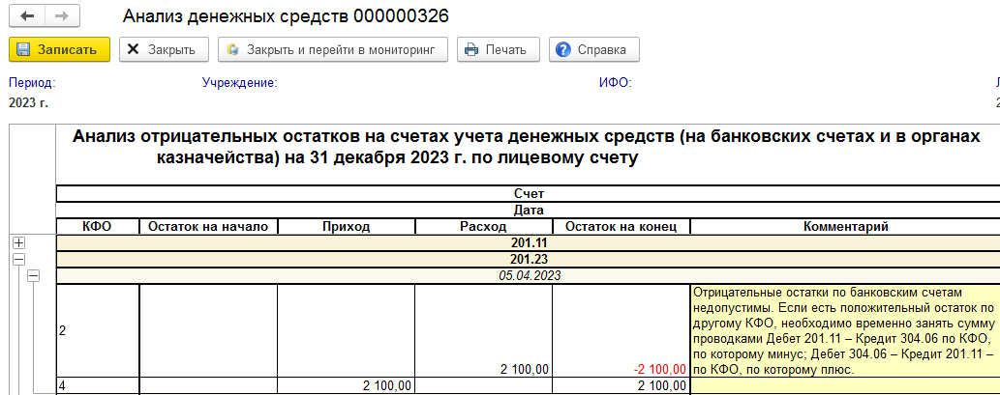 Анализ денежных средств 000000326
Записать Закрыть Закрыть и перейти в мониторинг Печать Справка
Период: Учреждение: ИФО:
2023 г.
Анализ отрицательных остатков на счетах учета денежных средств (на банковских счетах и в органах
казначейства) на 31 декабря 2023 г. по лицевому счету
Счет
Дата
КФО Остаток на начало Приход Расход Остаток на конец Комментарий
201.11
201.23
05.04.2023
2 2 100,00 -2 100,00
Отрицательные остатки по банковским счетам
недопустимы. Если есть положительный остаток по
другому КФО, необходимо временно занять сумму
проводками Дебет 201.11 – Кредит 304.06 по КФО,
по которому минус; Дебет 304.06 – Кредит 201.11 –
по КФО, по которому плюс.
4 2 100,00 2 100,00